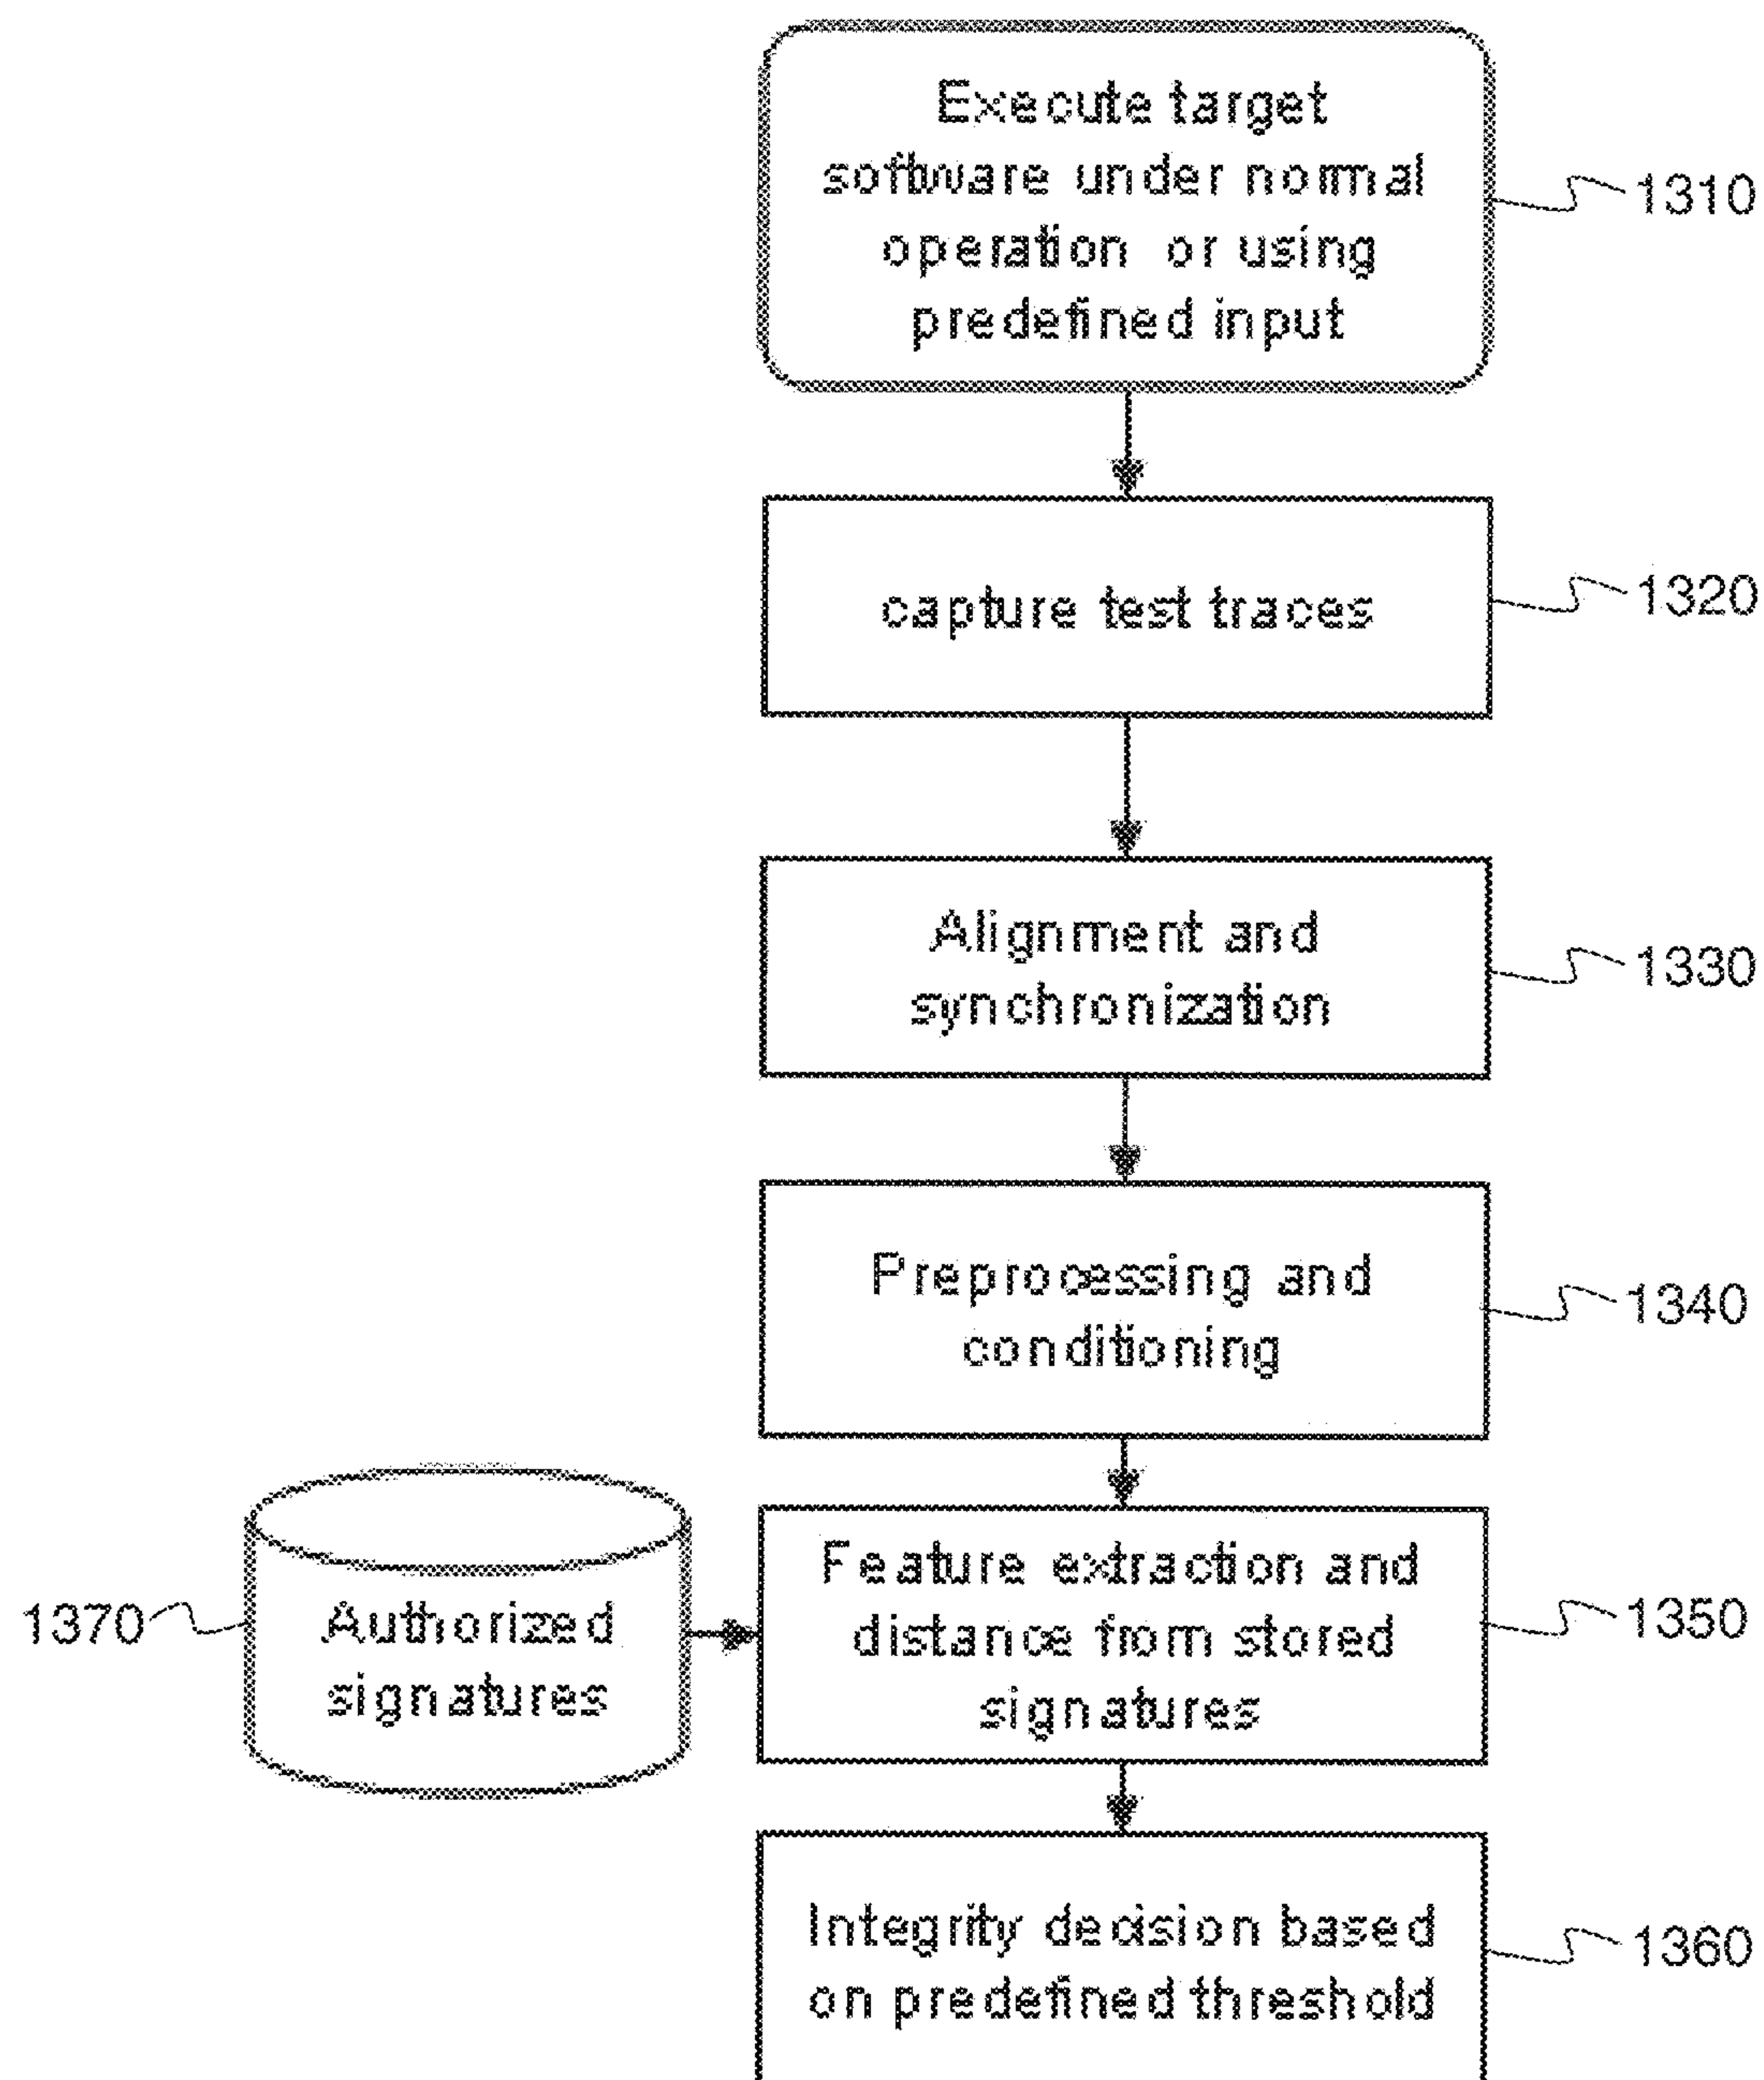 Execute target
software under normal
operation or using
predefined input
1310
capture test traces
1320
Alignment and
synchronization
1330
Preprocessing and
conditioning
1340
Authorized
signatures
1370
Feature extraction and
distance from stored
signatures
1350
Integrity decision based
on predefined threshold
1360